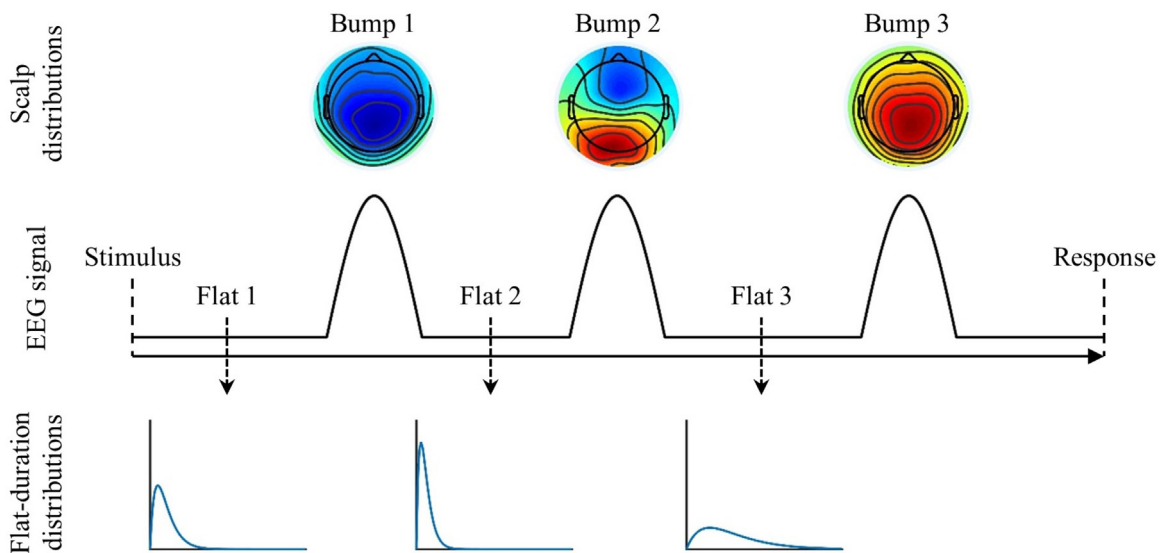 Scalp
distributions
Bump 1
Bump 2
Bump 3
EEG signal
Stimulus
Flat 1
Flat 2
Flat 3
Response
Flat-duration
distributions